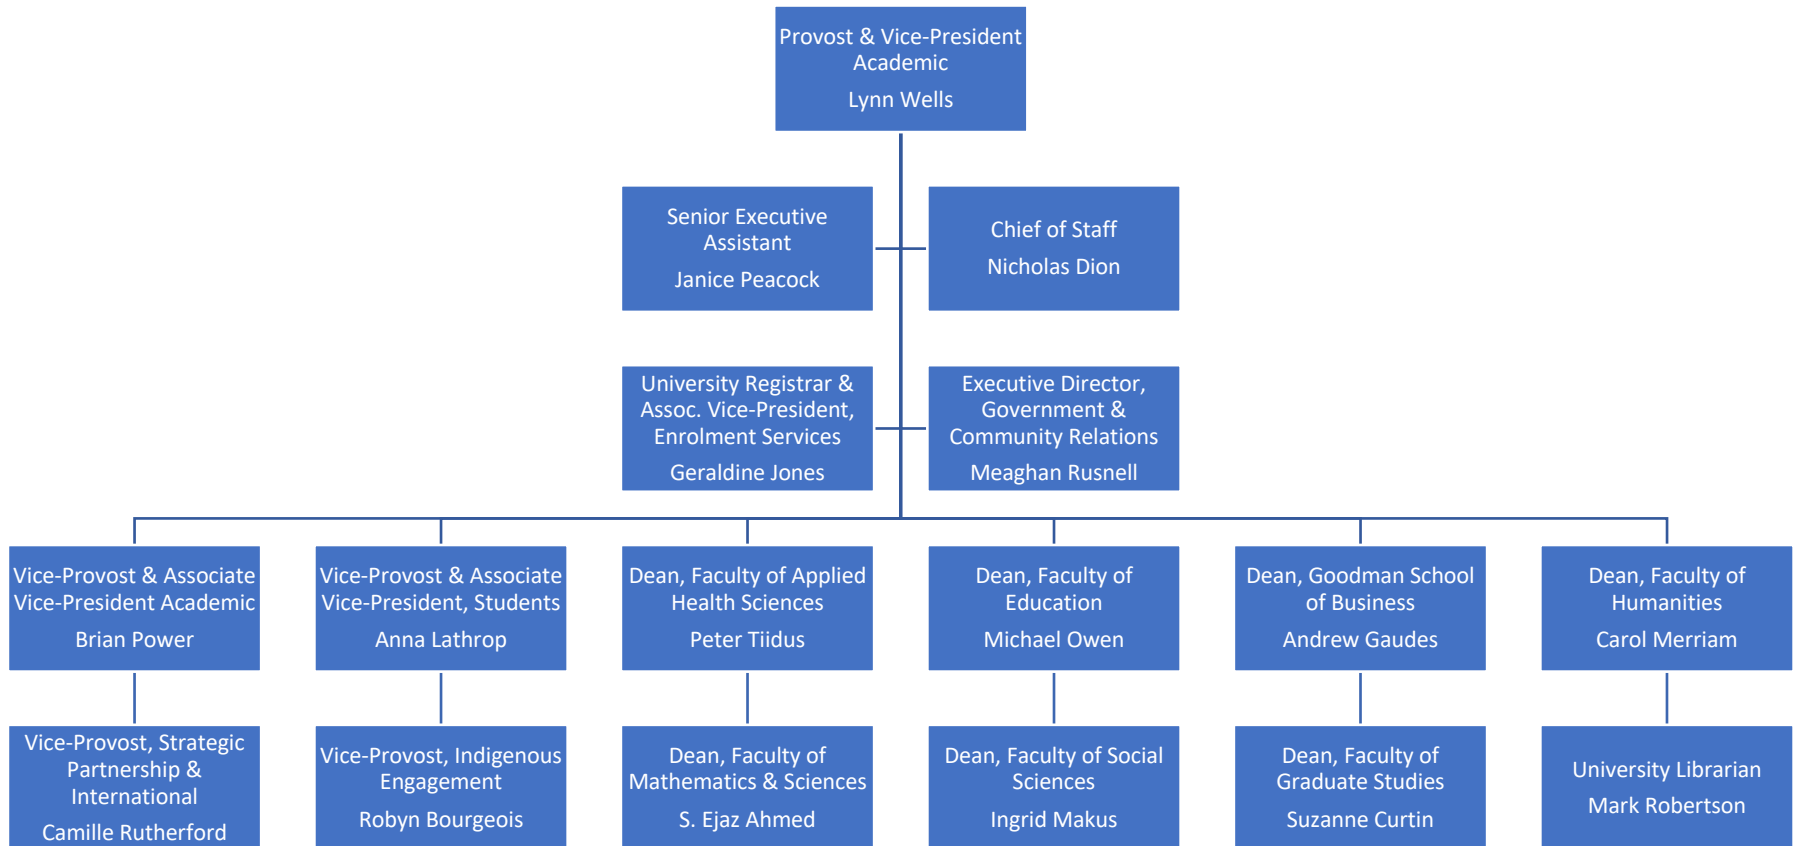 Provost & Vice-President
Academic
Lynn Wells
Senior Executive
Assistant
Janice Peacock
Chief of Staff
Nicholas Dion
University Registrar &
Assoc. Vice-President,
Enrolment Services
Geraldine Jones
Executive Director,
Government &
Community Relations
Meaghan Rusnell
Vice-Provost & Associate
Vice-President Academic
Brian Power
Vice-Provost & Associate
Vice-President, Students
Anna Lathrop
Dean, Faculty of Applied
Health Sciences
Peter Tiidus
Dean, Faculty of
Education
Michael Owen
Dean, Goodman School
of Business
Andrew Gaudes
Dean, Faculty of
Humanities
Carol Merriam
Vice-Provost, Strategic
Partnership &
International
Camille Rutherford
Vice-Provost, Indigenous
Engagement
Robyn Bourgeois
Dean, Faculty of
Mathematics & Sciences
S. Ejaz Ahmed
Dean, Faculty of Social
Sciences
Ingrid Makus
Dean, Faculty of
Graduate Studies
Suzanne Curtin
University Librarian
Mark Robertson